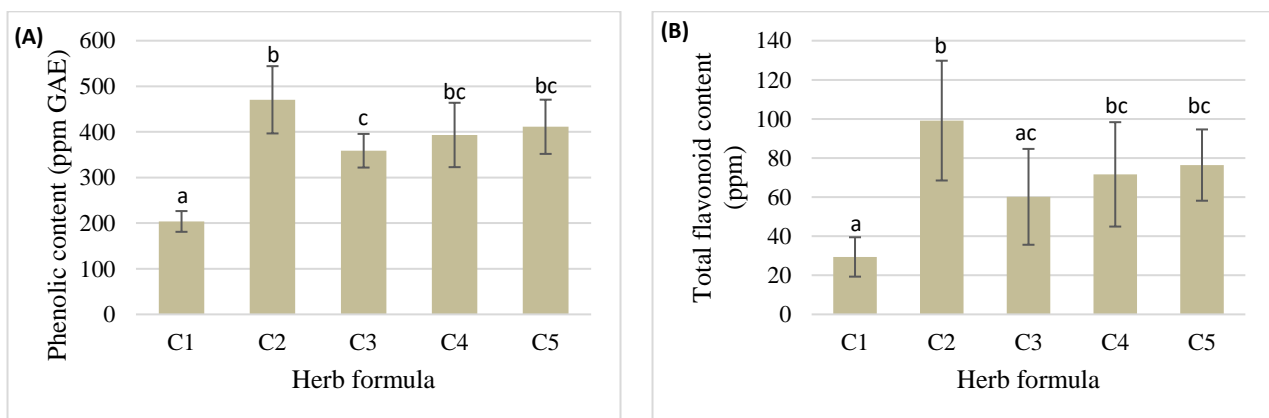 (A)
Phenolic content (ppm GAE)
600
500
400
300
200
100
0
a
b
c
bc
bc
C1 C2 C3 C4 C5
Herb formula
(B)
Total flavonoid content
(ppm)
140
120
100
80
60
40
20
0
a
b
ac
bc
bc
C1 C2 C3 C4 C5
Herb formula